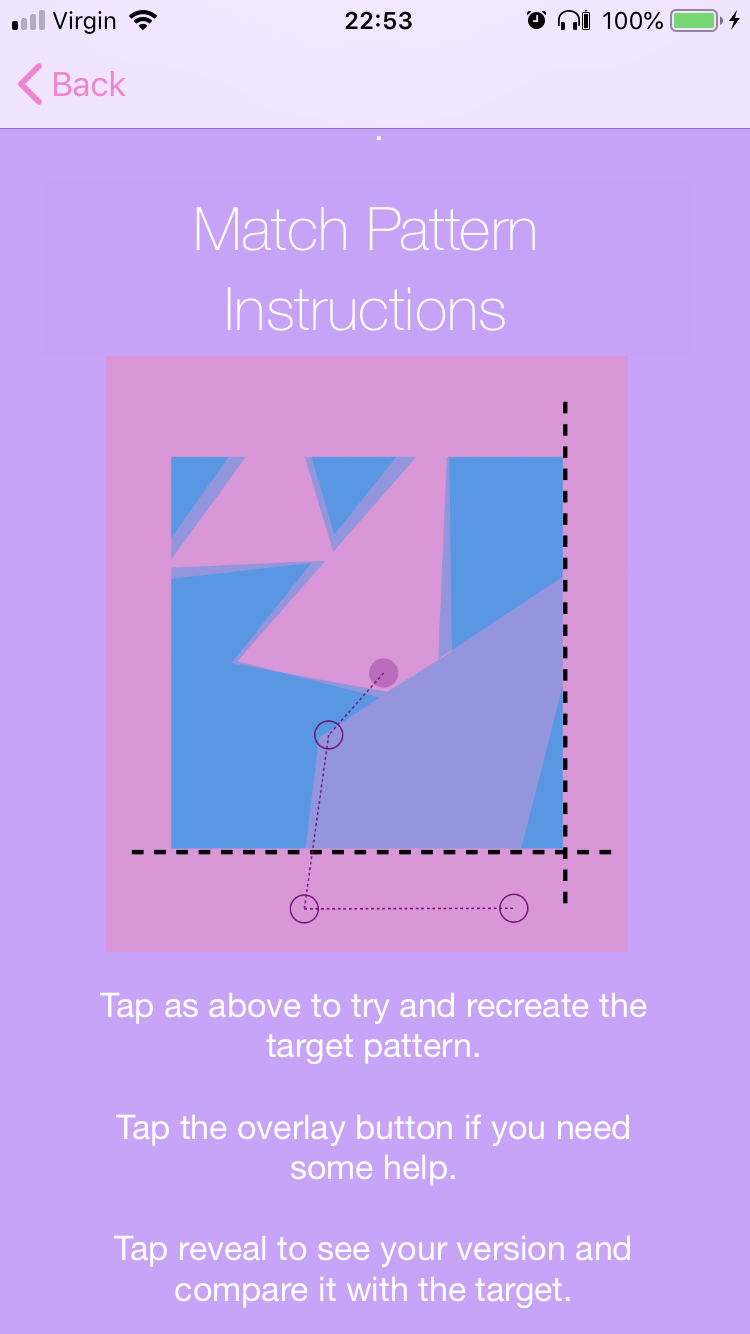 Virgin 22:53 100%
Back
Match Pattern
Instructions
Tap as above to try and recreate the
target pattern.
Tap the overlay button if you need
some help.
Tap reveal to see your version and
compare it with the target.